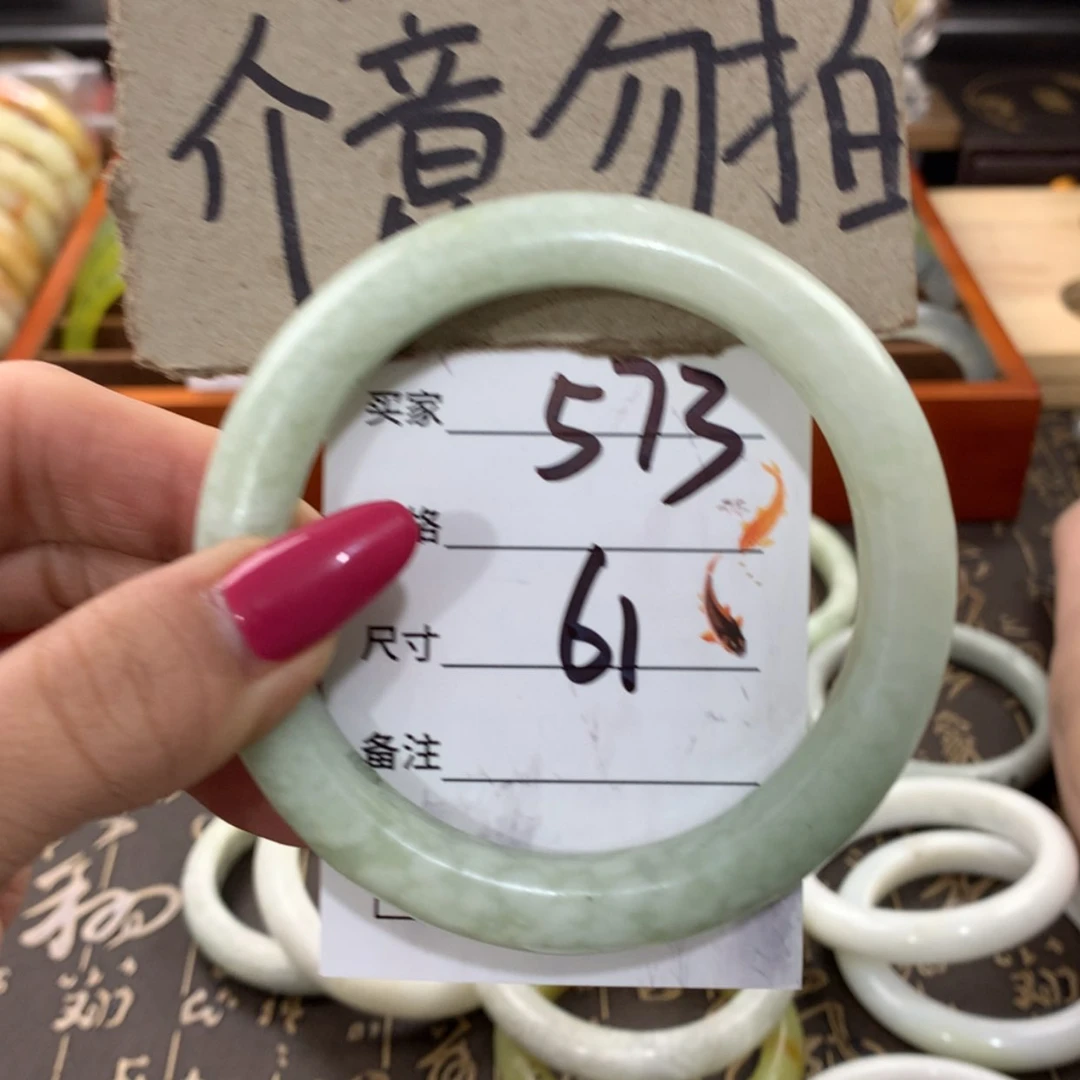 介意勿拍
买家 573
格
尺寸 61
备注